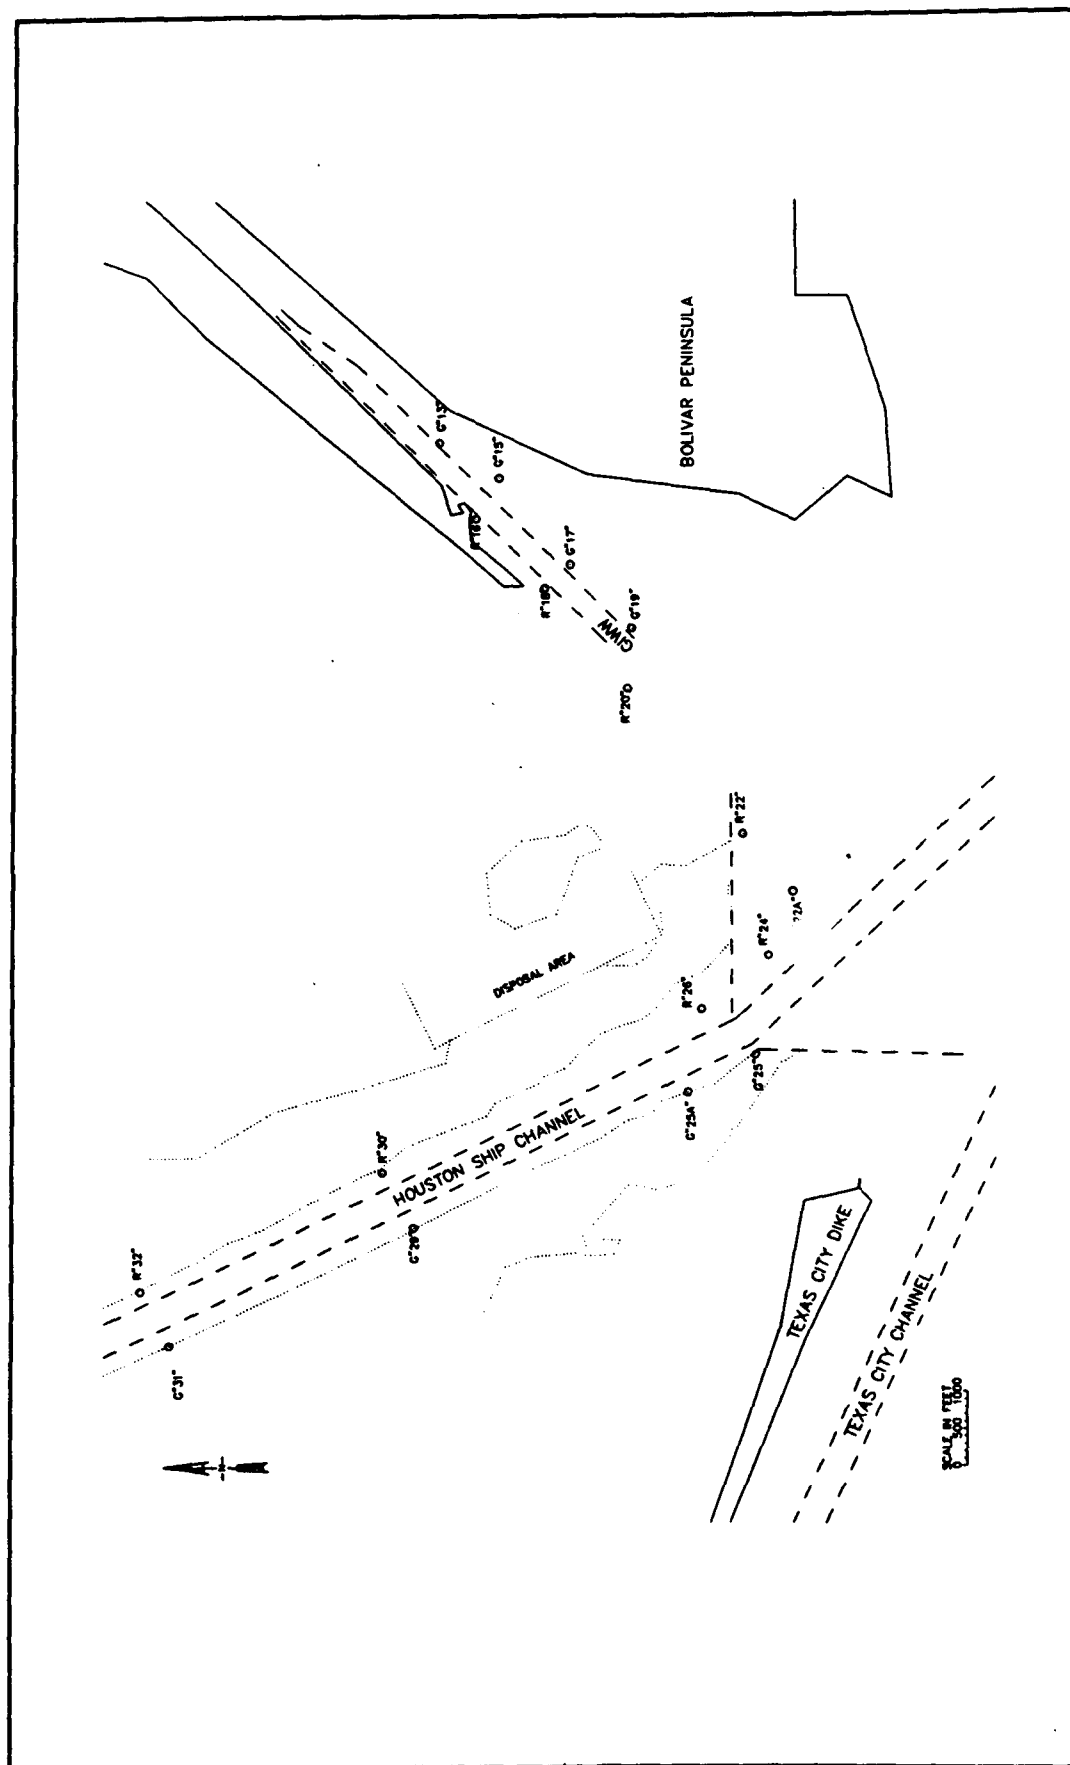 G"13"
G"15"
R"16"
G"17"
R"18"
G"19"
R"20"
BOLIVAR PENINSULA
R"22"
22A"
R"24"
R"26"
DISPOSAL AREA
G"25"
G"25A"
R"30"
HOUSTON SHIP CHANNEL
G"29"
R"32"
G"31"
N
TEXAS CITY DIKE
TEXAS CITY CHANNEL
SCALE IN FEET
0 500 1000